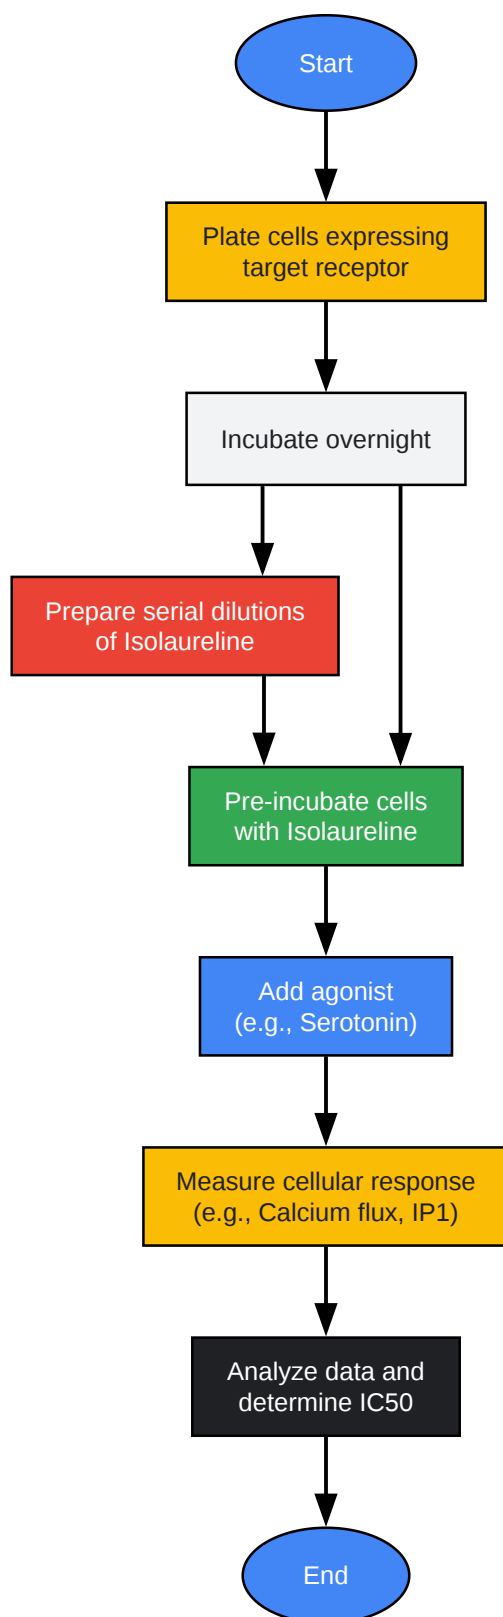 Start
Plate cells expressing
target receptor
Incubate overnight
Prepare serial dilutions
of Isolaureline
Pre-incubate cells
with Isolaureline
Add agonist
(e.g., Serotonin)
Measure cellular response
(e.g., Calcium flux, IP1)
Analyze data and
determine IC50
End